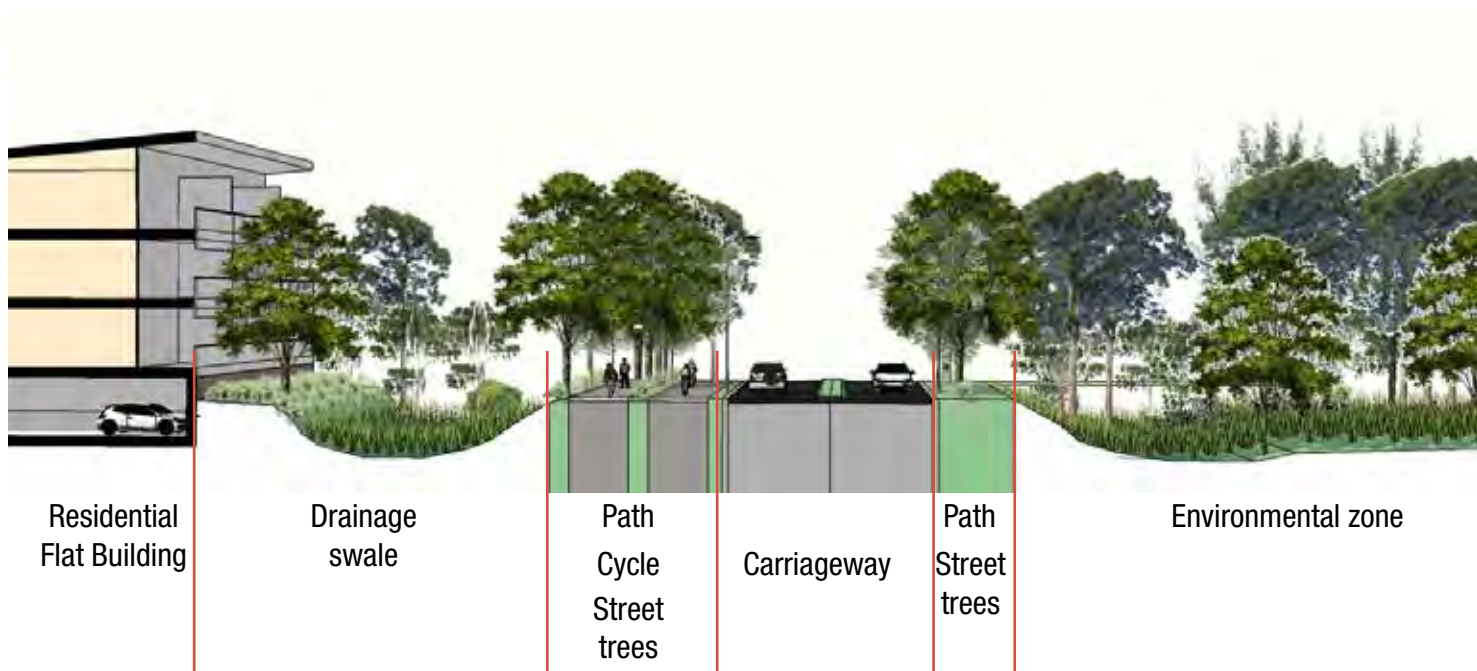 Residential
Flat Building
Drainage
swale
Path
Cycle
Street
trees
Carriageway
Path
Street
trees
Environmental zone